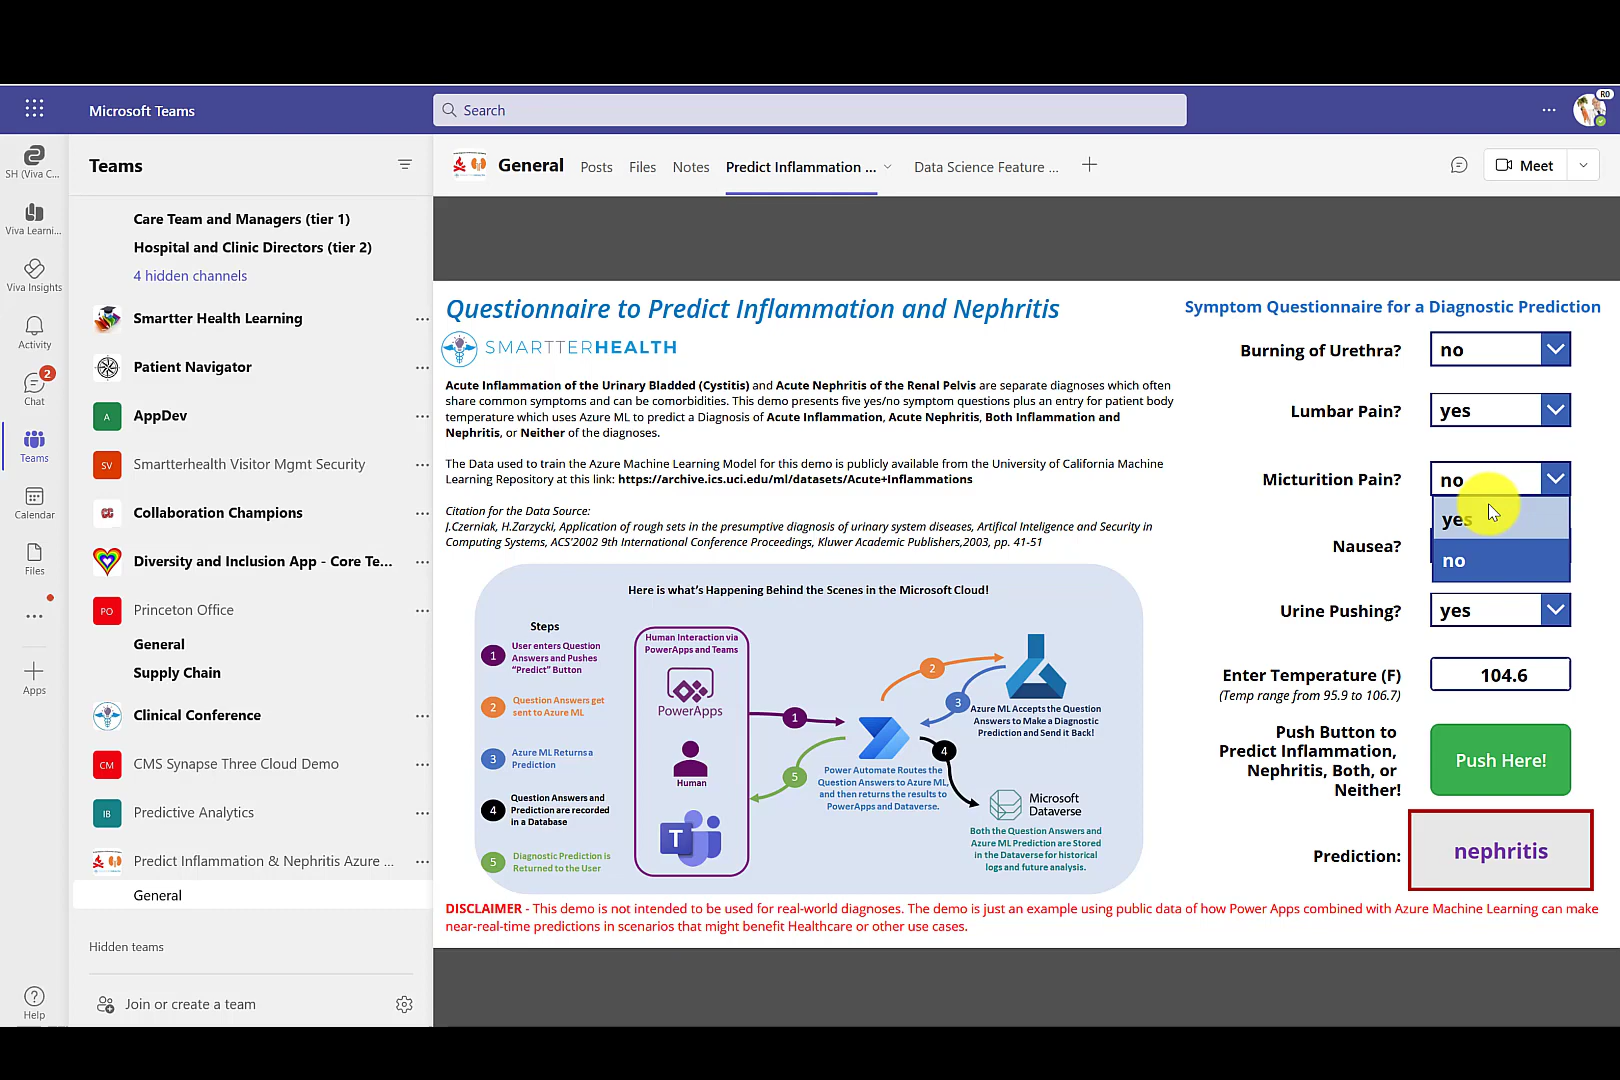 Microsoft Teams
Search
RO
SH (Viva C...
Viva Learni...
Viva Insights
Activity
2
Chat
Teams
Calendar
Files
Apps
Help
Teams
Care Team and Managers (tier 1)
Hospital and Clinic Directors (tier 2)
4 hidden channels
Smartter Health Learning
Patient Navigator
A
AppDev
SV
Smartterhealth Visitor Mgmt Security
CC
Collaboration Champions
Diversity and Inclusion App - Core Te...
PO
Princeton Office
General
Supply Chain
Clinical Conference
CM
CMS Synapse Three Cloud Demo
IB
Predictive Analytics
Predict Inflammation & Nephritis Azure ...
General
Hidden teams
Join or create a team
General Posts Files Notes Predict Inflammation ... Data Science Feature ...
Meet
Questionnaire to Predict Inflammation and Nephritis
SMARTTERHEALTH
Acute Inflammation of the Urinary Bladded (Cystitis) and Acute Nephritis of the Renal Pelvis are separate diagnoses which often
share common symptoms and can be comorbidities. This demo presents five yes/no symptom questions plus an entry for patient body
temperature which uses Azure ML to predict a Diagnosis of Acute Inflammation, Acute Nephritis, Both Inflammation and
Nephritis, or Neither of the diagnoses.
The Data used to train the Azure Machine Learning Model for this demo is publicly available from the University of California Machine
Learning Repository at this link: https://archive.ics.uci.edu/ml/datasets/Acute+Inflammations
Citation for the Data Source:
J.Czerniak, H.Zarzycki, Application of rough sets in the presumptive diagnosis of urinary system diseases, Artifical Inteligence and Security in
Computing Systems, ACS'2002 9th International Conference Proceedings, Kluwer Academic Publishers,2003, pp. 41-51
Here is what's Happening Behind the Scenes in the Microsoft Cloud!
Steps
1
User enters Question
Answers and Pushes
"Predict" Button
2
Question Answers get
sent to Azure ML
3
Azure ML Returns a
Prediction
4
Question Answers and
Prediction are recorded
in a Database
5
Diagnostic Prediction is
Returned to the User
Human Interaction via
PowerApps and Teams
PowerApps
Human
T
1
2
3
4
5
Azure ML Accepts the Question
Answers to Make a Diagnostic
Prediction and Send it Back!
Power Automate Routes the
Question Answers to Azure ML,
and then returns the results to
PowerApps and Dataverse.
Microsoft
Dataverse
Both the Question Answers and
Azure ML Prediction are Stored
in the Dataverse for historical
logs and future analysis.
Symptom Questionnaire for a Diagnostic Prediction
Burning of Urethra? no
Lumbar Pain? yes
Micturition Pain? no
yes
no
Nausea?
Urine Pushing? yes
Enter Temperature (F) 104.6
(Temp range from 95.9 to 106.7)
Push Button to
Predict Inflammation,
Nephritis, Both, or
Neither!
Push Here!
Prediction: nephritis
DISCLAIMER - This demo is not intended to be used for real-world diagnoses. The demo is just an example using public data of how Power Apps combined with Azure Machine Learning can make
near-real-time predictions in scenarios that might benefit Healthcare or other use cases.